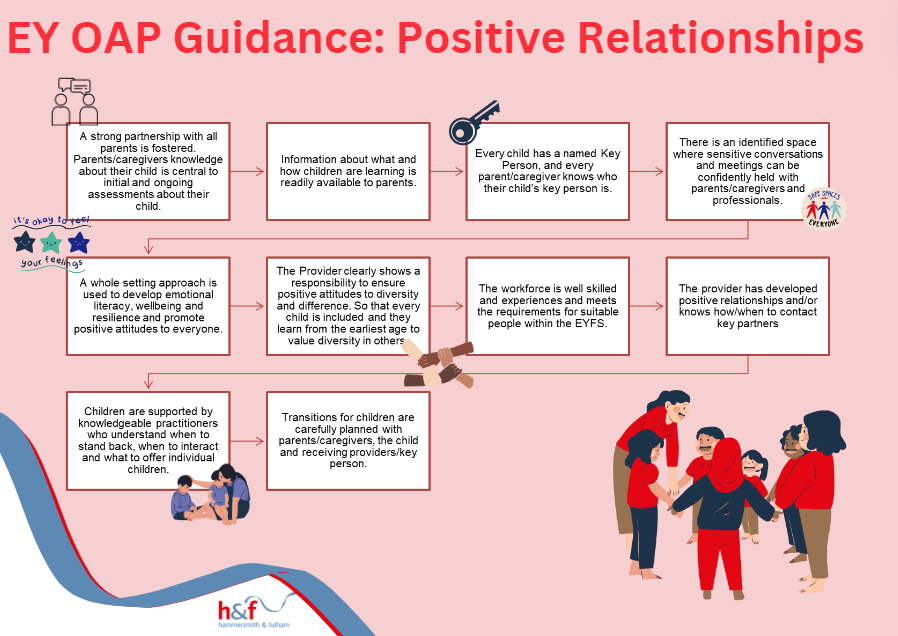 EY OAP Guidance: Positive Relationships
A strong partnership with all
parents is fostered.
Parents/caregivers knowledge
about their child is central to
initial and ongoing
assessments about their
child.
Information about what and
how children are learning is
readily available to parents.
Every child has a named Key
Person, and every
parent/caregiver knows who
their child's key person is.
There is an identified space
where sensitive conversations
and meetings can be
confidently held with
parents/caregivers and
professionals.
SAFE SPACES
EVERYONE
it's okay to feel
your feelings
A whole setting approach is
used to develop emotional
literacy, wellbeing and
resilience and promote
positive attitudes to everyone.
The Provider clearly shows a
responsibility to ensure
positive attitudes to diversity
and difference. So that every
child is included and they
learn from the earliest age to
value diversity in others.
The workforce is well skilled
and experiences and meets
the requirements for suitable
people within the EYFS.
The provider has developed
positive relationships and/or
knows how/when to contact
key partners
Children are supported by
knowledgeable practitioners
who understand when to
stand back, when to interact
and what to offer individual
children.
Transitions for children are
carefully planned with
parents/caregivers, the child
and receiving providers/key
person.
h&f
hammersmith & fulham